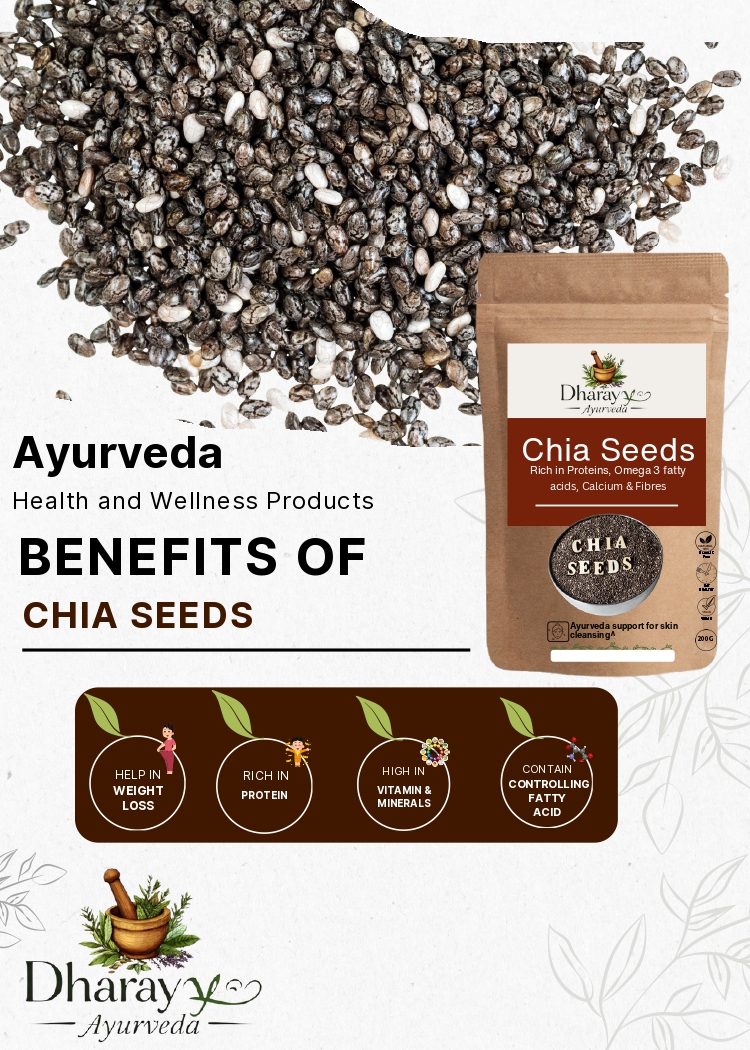 Dharay
Ayurveda
Chia Seeds
Rich in Proteins, Omega 3 fatty
acids, Calcium & Fibres
CHIA
SEEDS
Ayurveda support for skin
cleansing^
200G
Ayurveda
Health and Wellness Products
BENEFITS OF
CHIA SEEDS
HELP IN
WEIGHT
LOSS
RICH IN
PROTEIN
HIGH IN
VITAMIN &
MINERALS
CONTAIN
CONTROLLING
FATTY
ACID
Dharay
Ayurveda